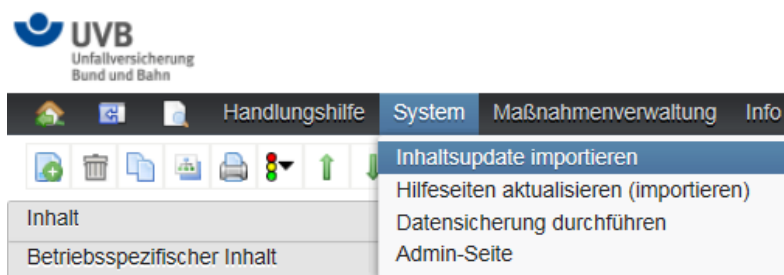 UVB
Unfallversicherung
Bund und Bahn
Handlungshilfe System Maßnahmenverwaltung Info
Inhaltsupdate importieren
Hilfeseiten aktualisieren (importieren)
Inhalt
Datensicherung durchführen
Betriebsspezifischer Inhalt
Admin-Seite